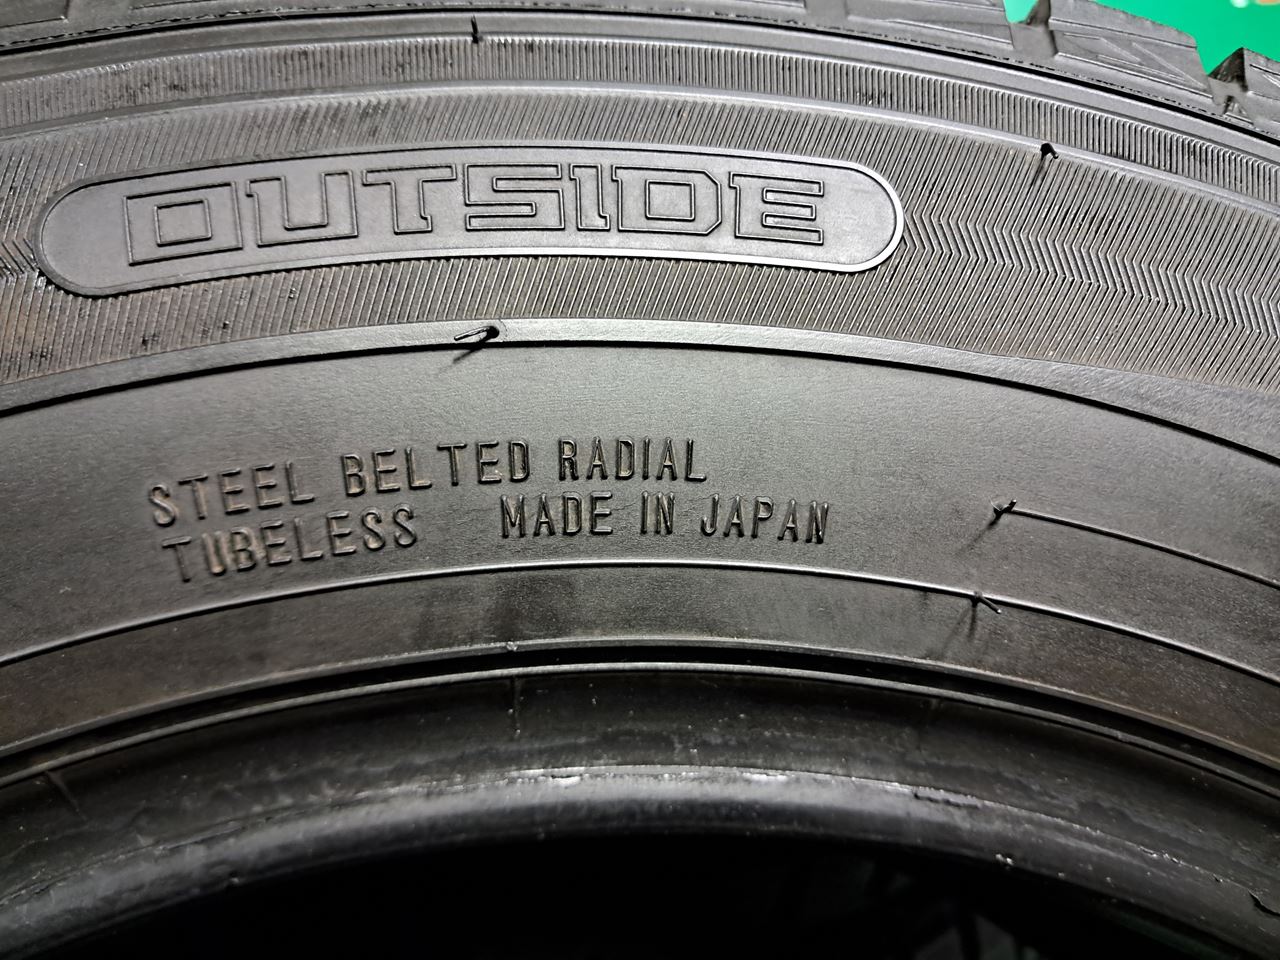 OUTSIDE
STEEL BELTED RADIAL
TUBELESS MADE IN JAPAN